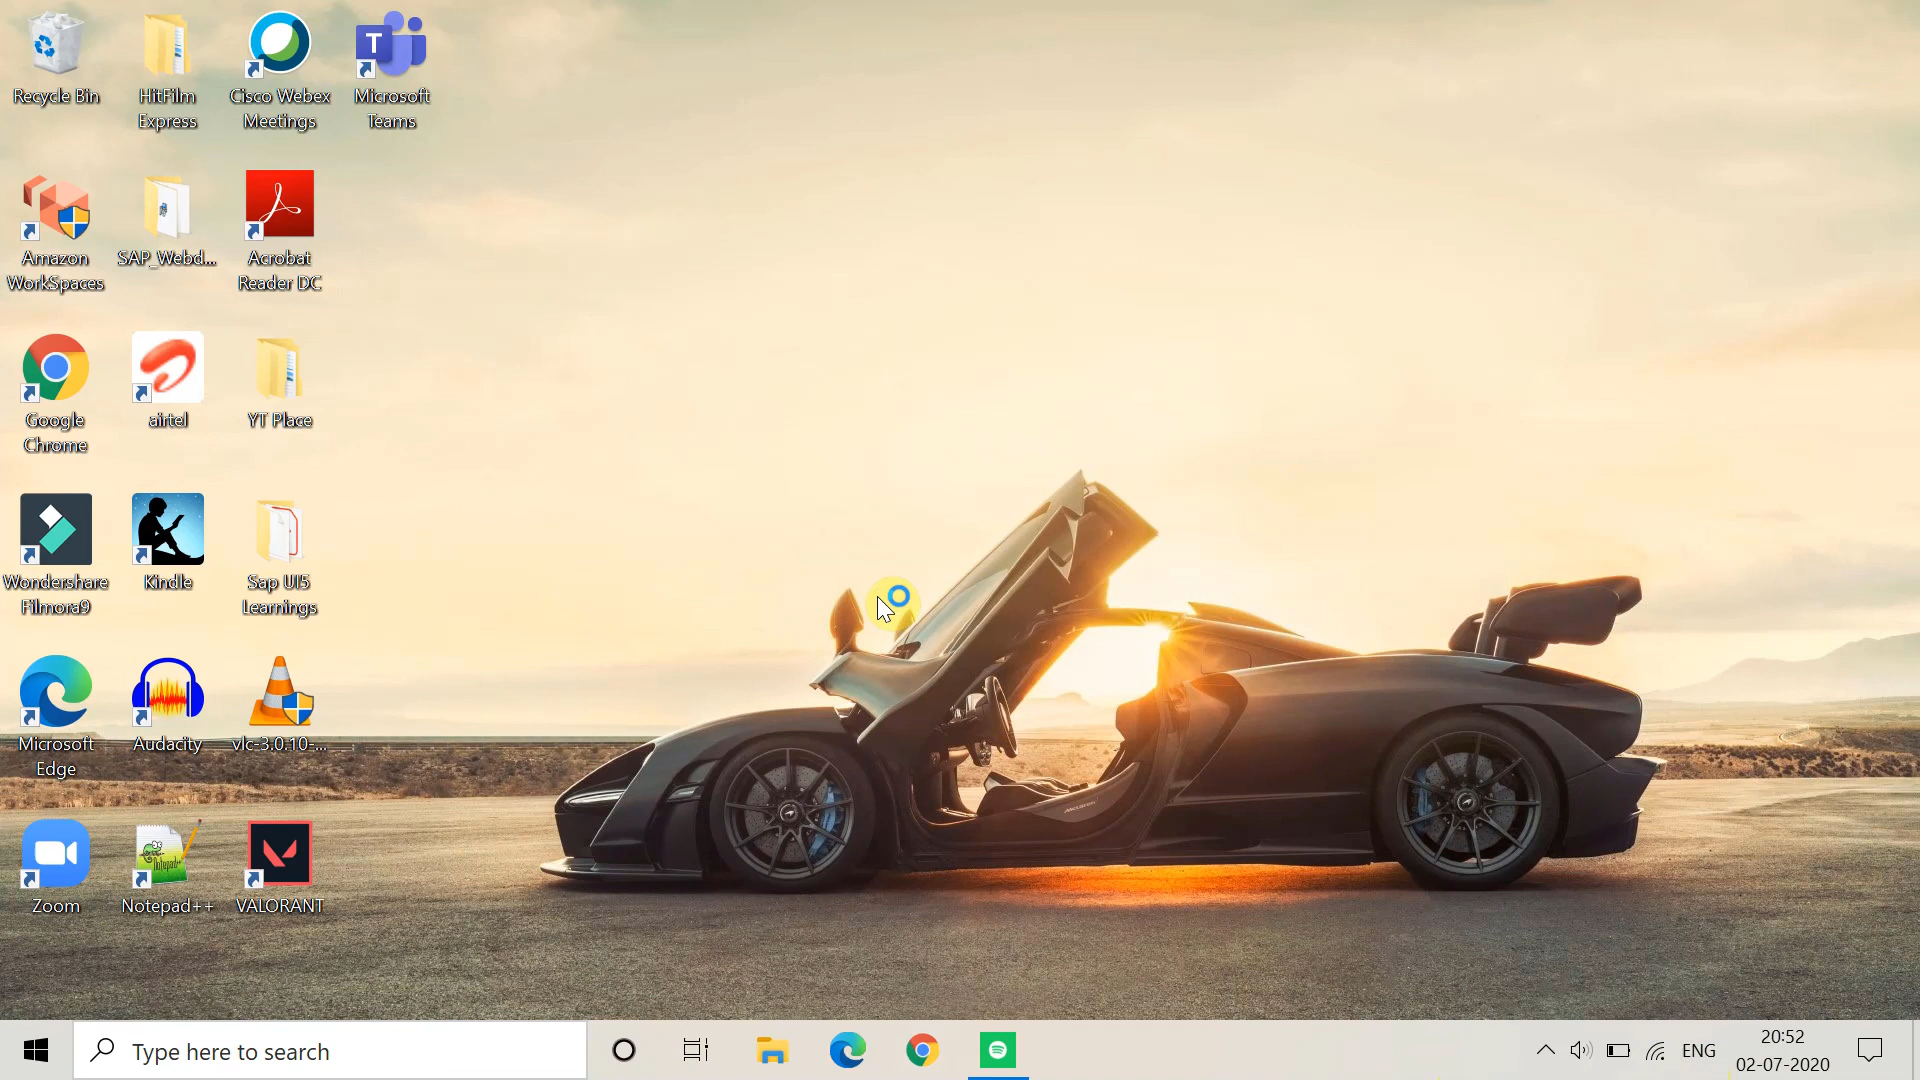 Recycle Bin
HitFilm
Express
Cisco Webex
Meetings
T
Microsoft
Teams
Amazon
WorkSpaces
SAP_Webd...
Acrobat
Reader DC
Google
Chrome
airtel
YT Place
Wondershare
Filmora9
Kindle
Sap UI5
Learnings
Microsoft
Edge
Audacity
vlc-3.0.10-...
Zoom
Notepad++
VALORANT
Type here to search
ENG
20:52
02-07-2020